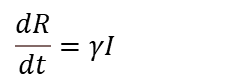 dR/dt = γI